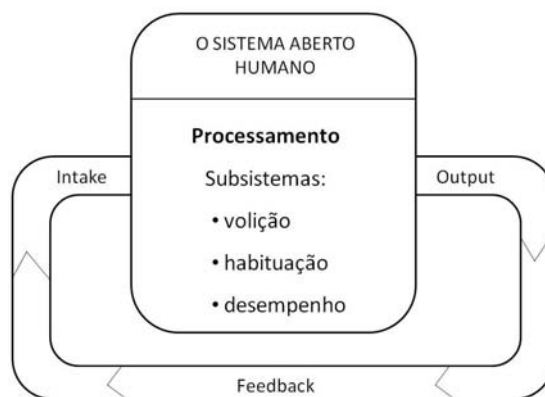 O SISTEMA ABERTO
HUMANO
Processamento
Intake
Subsistemas:
• volição
• habituação
• desempenho
Output
Feedback